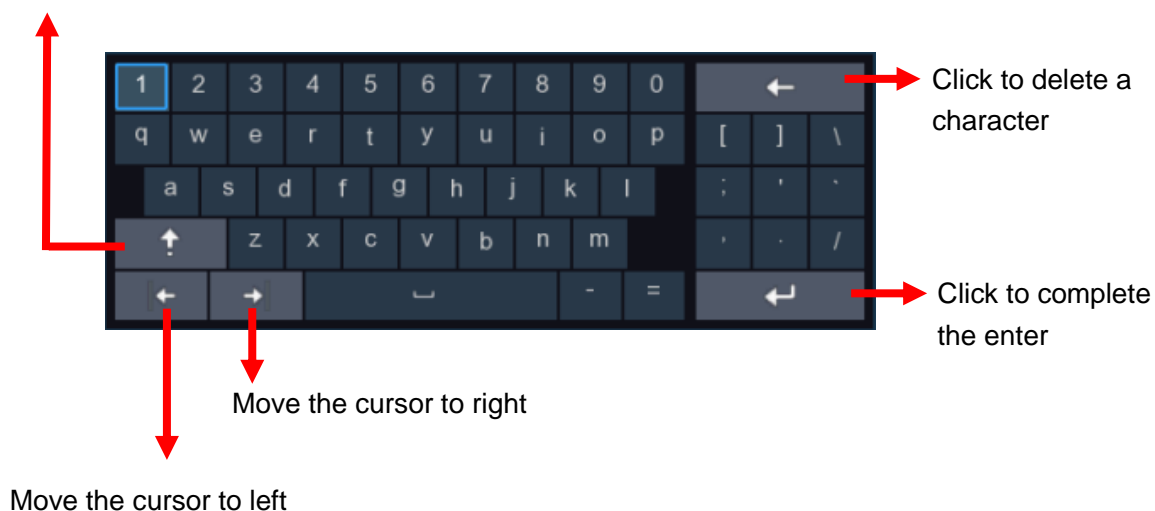 1 2 3 4 5 6 7 8 9 0
Click to delete a
character
q w e r t y u i o p [ ] \
a s d f g h j k l ; ' `
z x c v b n m , . /
- =
Click to complete
the enter
Move the cursor to right
Move the cursor to left